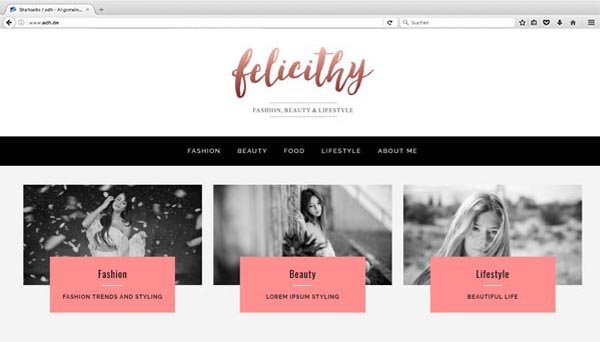 Startseite / adh - Allgemein...
www.adh.de
Suchen
felicithy
FASHION, BEAUTY & LIFESTYLE
FASHION BEAUTY FOOD LIFESTYLE ABOUT ME
Fashion
FASHION TRENDS AND STYLING
Beauty
LOREM IPSUM STYLING
Lifestyle
BEAUTIFUL LIFE